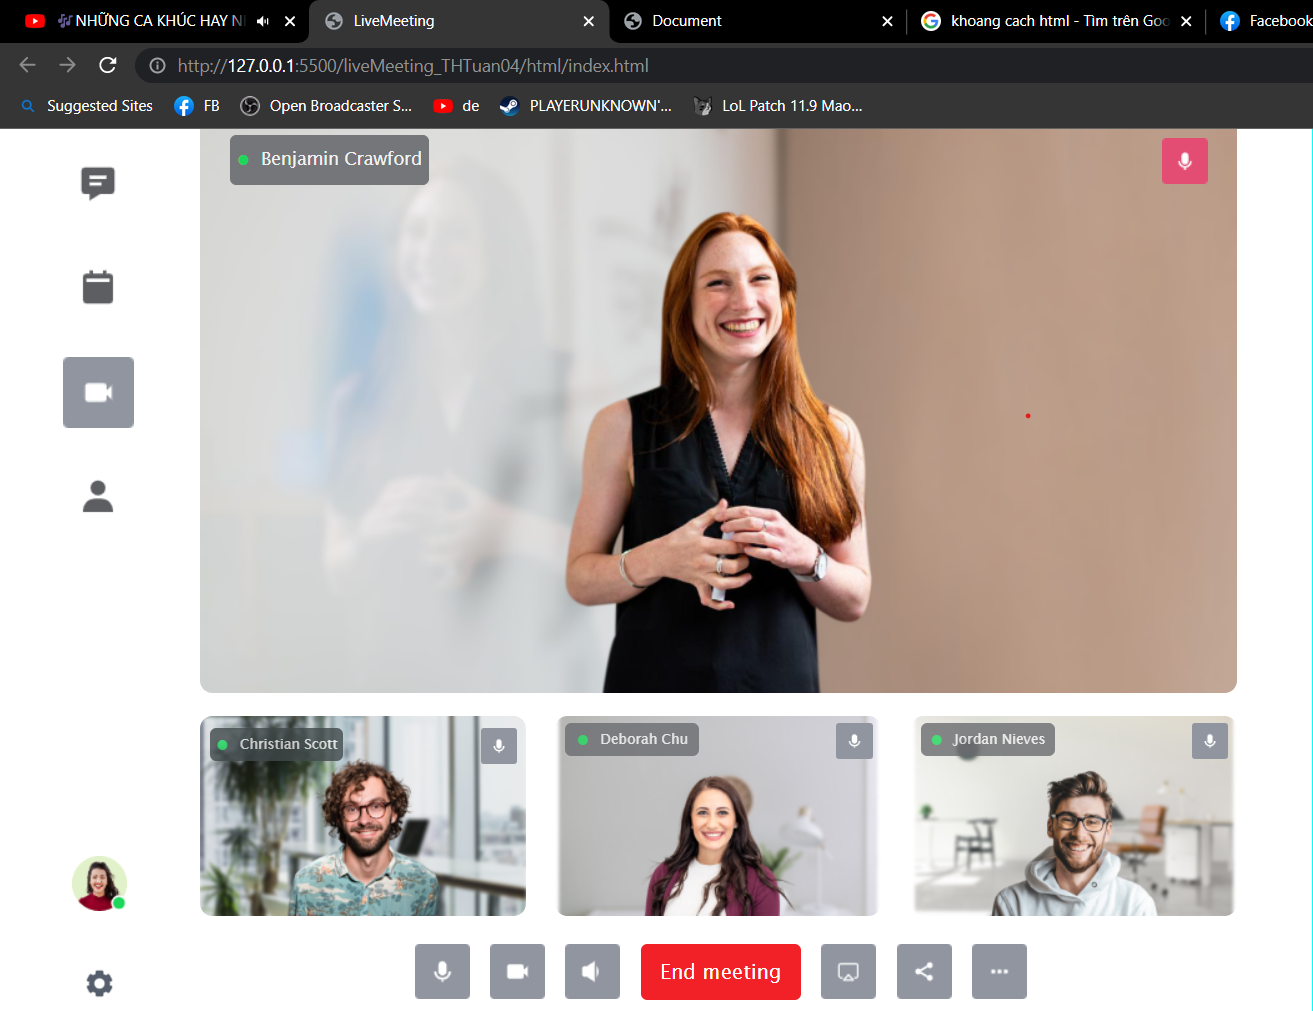 🎶 NHỮNG CA KHÚC HAY N
LiveMeeting
Document
khoang cach html - Tìm trên Goo
Facebook
http://127.0.0.1:5500/liveMeeting_THTuan04/html/index.html
Suggested Sites
FB
Open Broadcaster S...
de
PLAYERUNKNOWN'...
LoL Patch 11.9 Mao...
Benjamin Crawford
Christian Scott
Deborah Chu
Jordan Nieves
End meeting